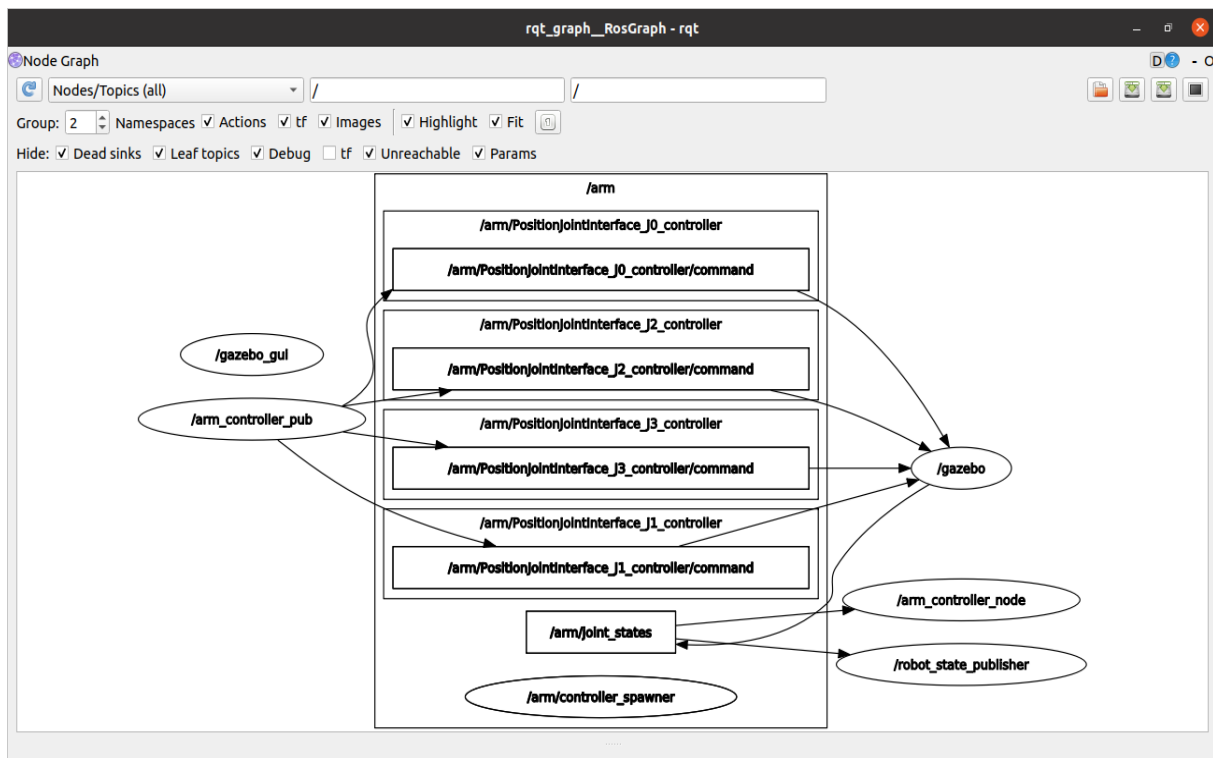 rqt_graph__RosGraph - rqt
Node Graph
D ? - O
Nodes/Topics (all) / /
Group: 2 Namespaces Actions tf Images Highlight Fit
Hide: Dead sinks Leaf topics Debug tf Unreachable Params
/arm
/arm/PositionJointInterface_J0_controller
/arm/PositionJointInterface_J0_controller/command
/arm/PositionJointInterface_J2_controller
/gazebo_gui
/arm/PositionJointInterface_J2_controller/command
/arm_controller_pub
/arm/PositionJointInterface_J3_controller
/arm/PositionJointInterface_J3_controller/command
/gazebo
/arm/PositionJointInterface_J1_controller
/arm/PositionJointInterface_J1_controller/command
/arm_controller_node
/arm/joint_states
/robot_state_publisher
/arm/controller_spawner